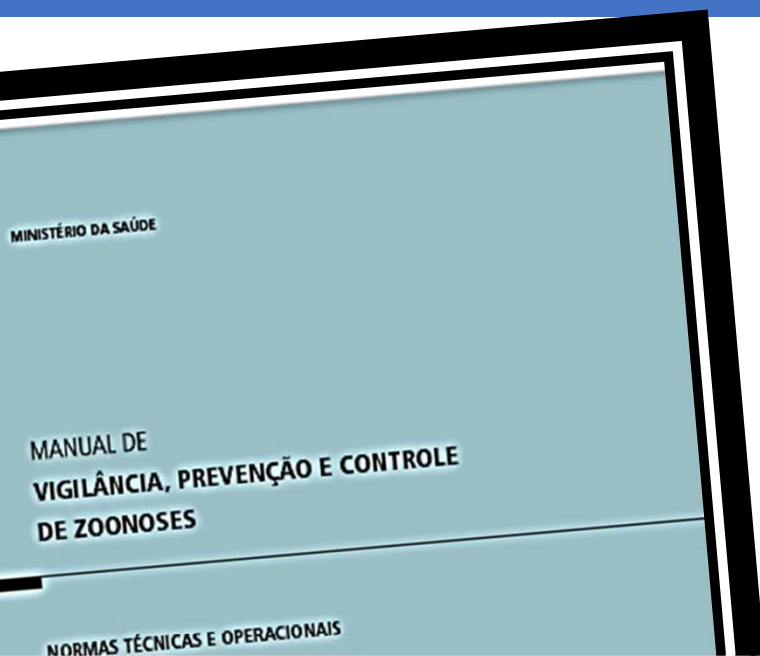 MINISTÉRIO DA SAÚDE
MANUAL DE
VIGILÂNCIA, PREVENÇÃO E CONTROLE
DE ZOONOSES
NORMAS TÉCNICAS E OPERACIONAIS